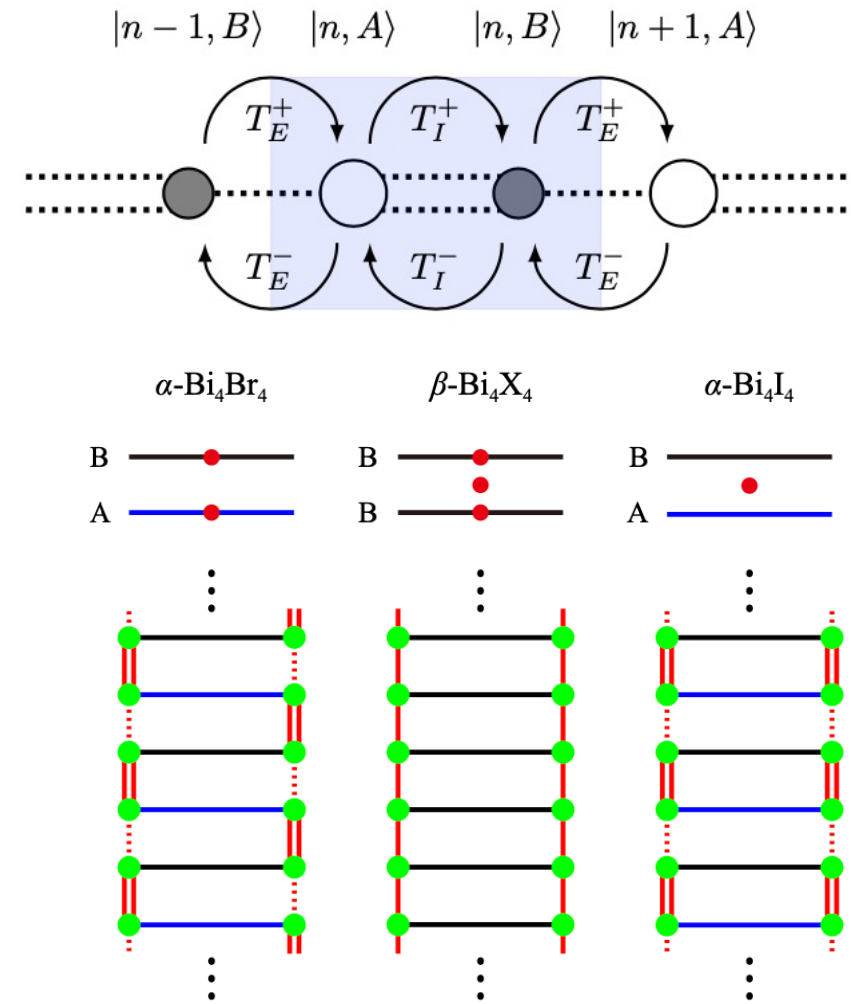 |n − 1, B⟩ |n, A⟩ |n, B⟩ |n + 1, A⟩
T_E^+ T_I^+ T_E^+
T_E^- T_I^- T_E^-
α-Bi₄Br₄ β-Bi₄X₄ α-Bi₄I₄
B B B
A B A